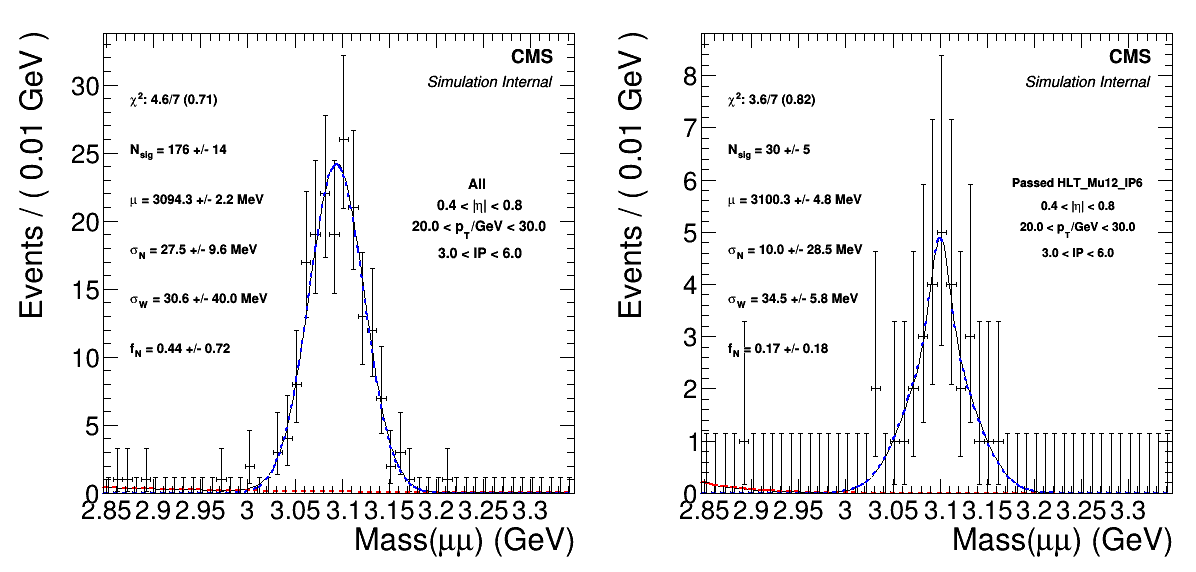 CMS
Simulation Internal
χ²: 4.6/7 (0.71)
N_sig = 176 +/- 14
μ = 3094.3 +/- 2.2 MeV
σ_N = 27.5 +/- 9.6 MeV
σ_W = 30.6 +/- 40.0 MeV
f_N = 0.44 +/- 0.72
All
0.4 < |η| < 0.8
20.0 < p_T/GeV < 30.0
3.0 < IP < 6.0
Events / ( 0.01 GeV )
30
25
20
15
10
5
0
2.85 2.9 2.95 3 3.05 3.1 3.15 3.2 3.25 3.3
Mass(μμ) (GeV)
CMS
Simulation Internal
χ²: 3.6/7 (0.82)
N_sig = 30 +/- 5
μ = 3100.3 +/- 4.8 MeV
σ_N = 10.0 +/- 28.5 MeV
σ_W = 34.5 +/- 5.8 MeV
f_N = 0.17 +/- 0.18
Passed HLT_Mu12_IP6
0.4 < |η| < 0.8
20.0 < p_T/GeV < 30.0
3.0 < IP < 6.0
Events / ( 0.01 GeV )
8
7
6
5
4
3
2
1
0
2.85 2.9 2.95 3 3.05 3.1 3.15 3.2 3.25 3.3
Mass(μμ) (GeV)